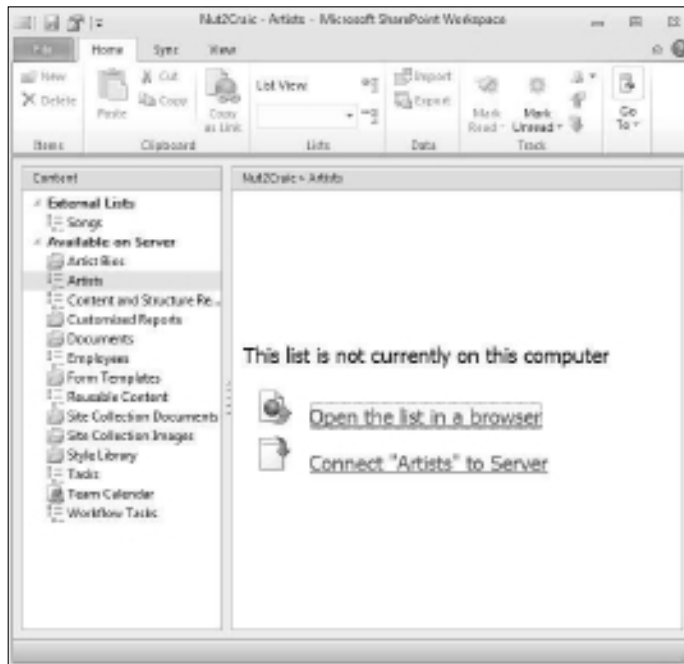 Nut2Craic - Artists - Microsoft SharePoint Workspace
File Home Sync View
New
Delete
Items
Paste
Cut
Copy
Copy as Link
Clipboard
List View
Lists
Import
Export
Data
Mark Read
Mark Unread
Track
Go To
Content
External Lists
Songs
Available on Server
Artist Bios
Artists
Content and Structure Re...
Customized Reports
Documents
Employees
Form Templates
Reusable Content
Site Collection Documents
Site Collection Images
Style Library
Tasks
Team Calendar
Workflow Tasks
Nut2Craic > Artists
This list is not currently on this computer
Open the list in a browser
Connect "Artists" to Server